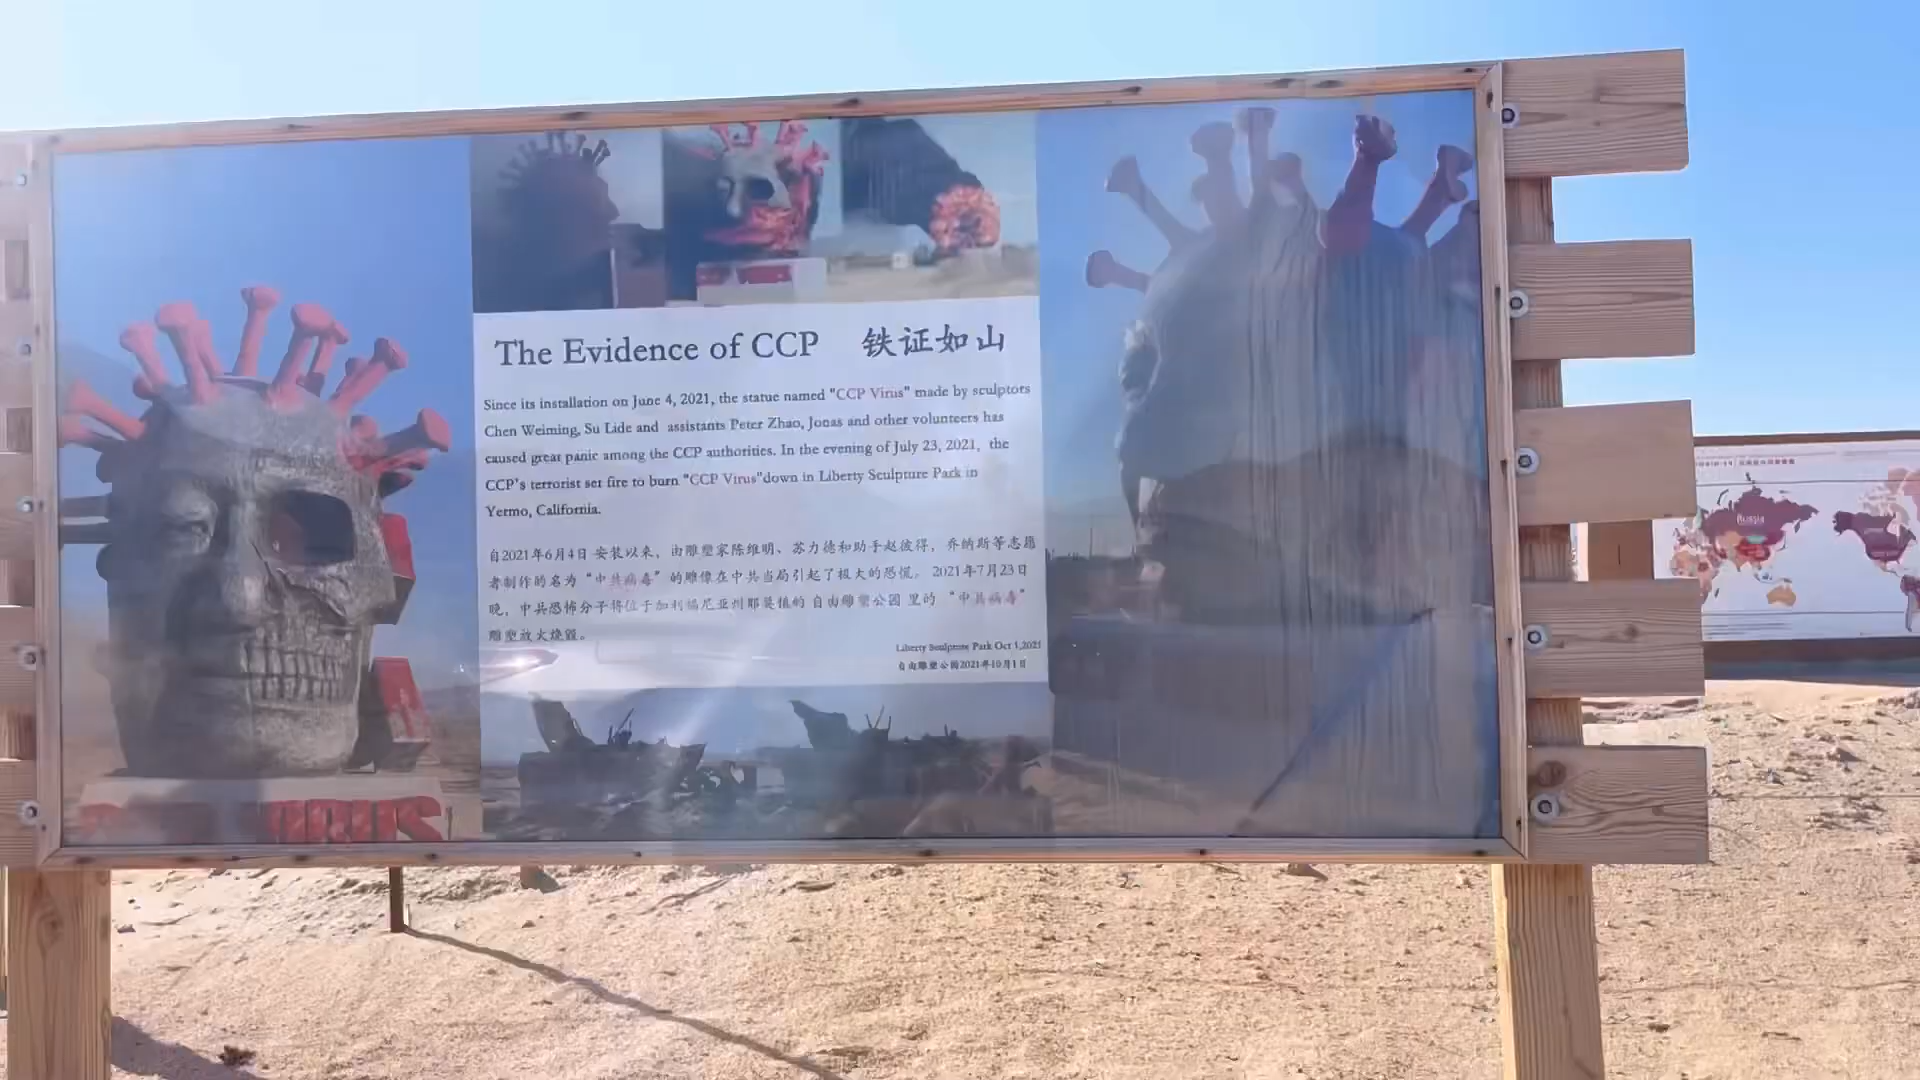 The Evidence of CCP 铁证如山
Since its installation on June 4, 2021, the statue named "CCP Virus" made by sculptors
Chen Weiming, Su Lide and assistants Peter Zhao, Jonas and other volunteers has
caused great panic among the CCP authorities. In the evening of July 23, 2021, the
CCP's terrorist set fire to burn "CCP Virus"down in Liberty Sculpture Park in
Yermo, California.
自2021年6月4日 安装以来，由雕塑家陈维明、苏力德和助手赵彼得，乔纳斯等志愿
者制作的名为“中共病毒”的雕像在中共当局引起了极大的恐慌。2021年7月23日
晚，中共恐怖分子将位于加利福尼亚州耶莫镇的 自由雕塑公园 里的 “中共病毒”
雕塑放火烧毁。
Liberty Sculpture Park Oct 1,2021
自由雕塑公园2021年10月1日
Russia